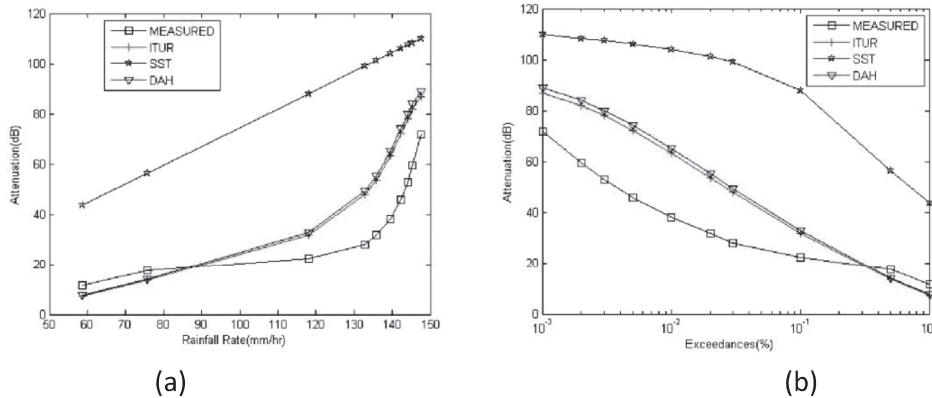 120
100
80
60
40
20
0
Attenuation(dB)
MEASURED
ITUR
SST
DAH
50 60 70 80 90 100 110 120 130 140 150
Rainfall Rate(mm/hr)
(a)
120
100
80
60
40
20
0
Attenuation(dB)
MEASURED
ITUR
SST
DAH
10⁻³ 10⁻² 10⁻¹
Exceedances(%)
(b)